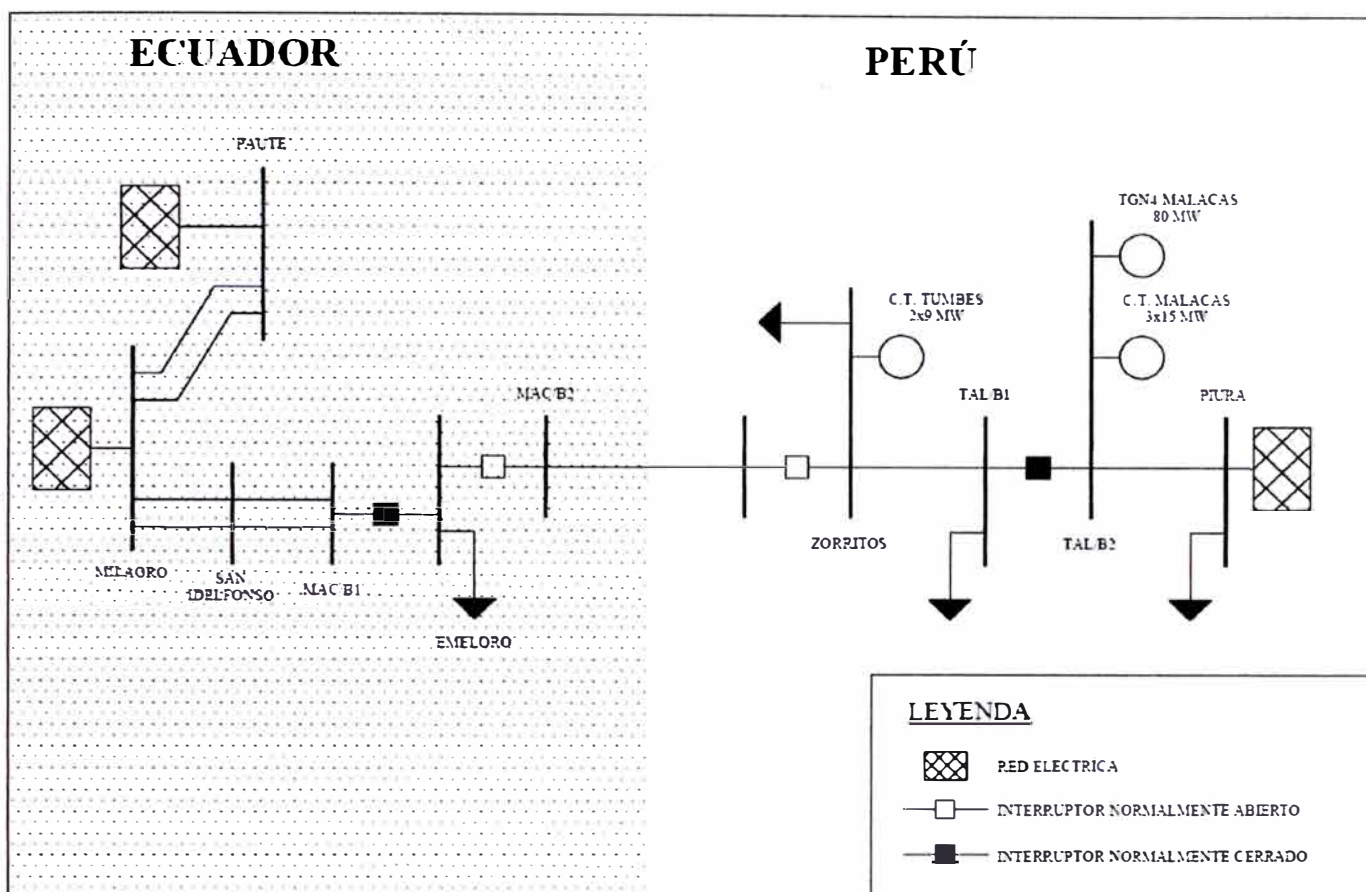 ECUADOR
PERÚ
PAUTE
TGN4 MALACAS
80 MW
C.T. TUMBES
2x9 MW
C.T. MALACAS
3x15 MW
MAC/B2
TAL/B1
PIURA
ZORRITOS
TAL/B2
MILAGRO
SAN
IDELFONSO
MAC/B1
EMELORO
LEYENDA
RED ELECTRICA
INTERRUPTOR NORMALMENTE ABIERTO
INTERRUPTOR NORMALMENTE CERRADO